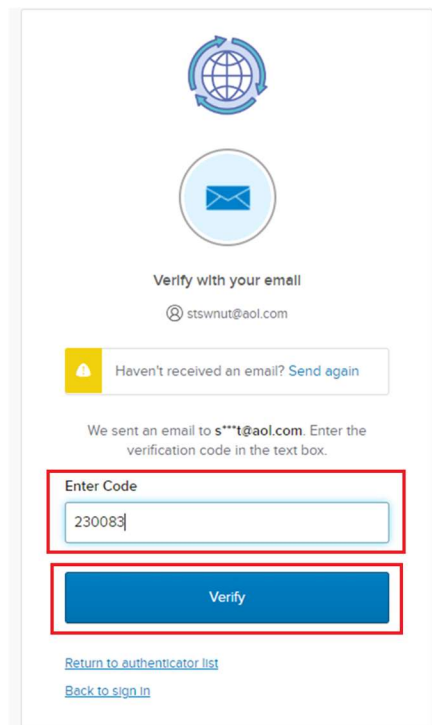 Verify with your email
stswnut@aol.com
Haven't received an email? Send again
We sent an email to s***t@aol.com. Enter the
verification code in the text box.
Enter Code
230083
Verify
Return to authenticator list
Back to sign in